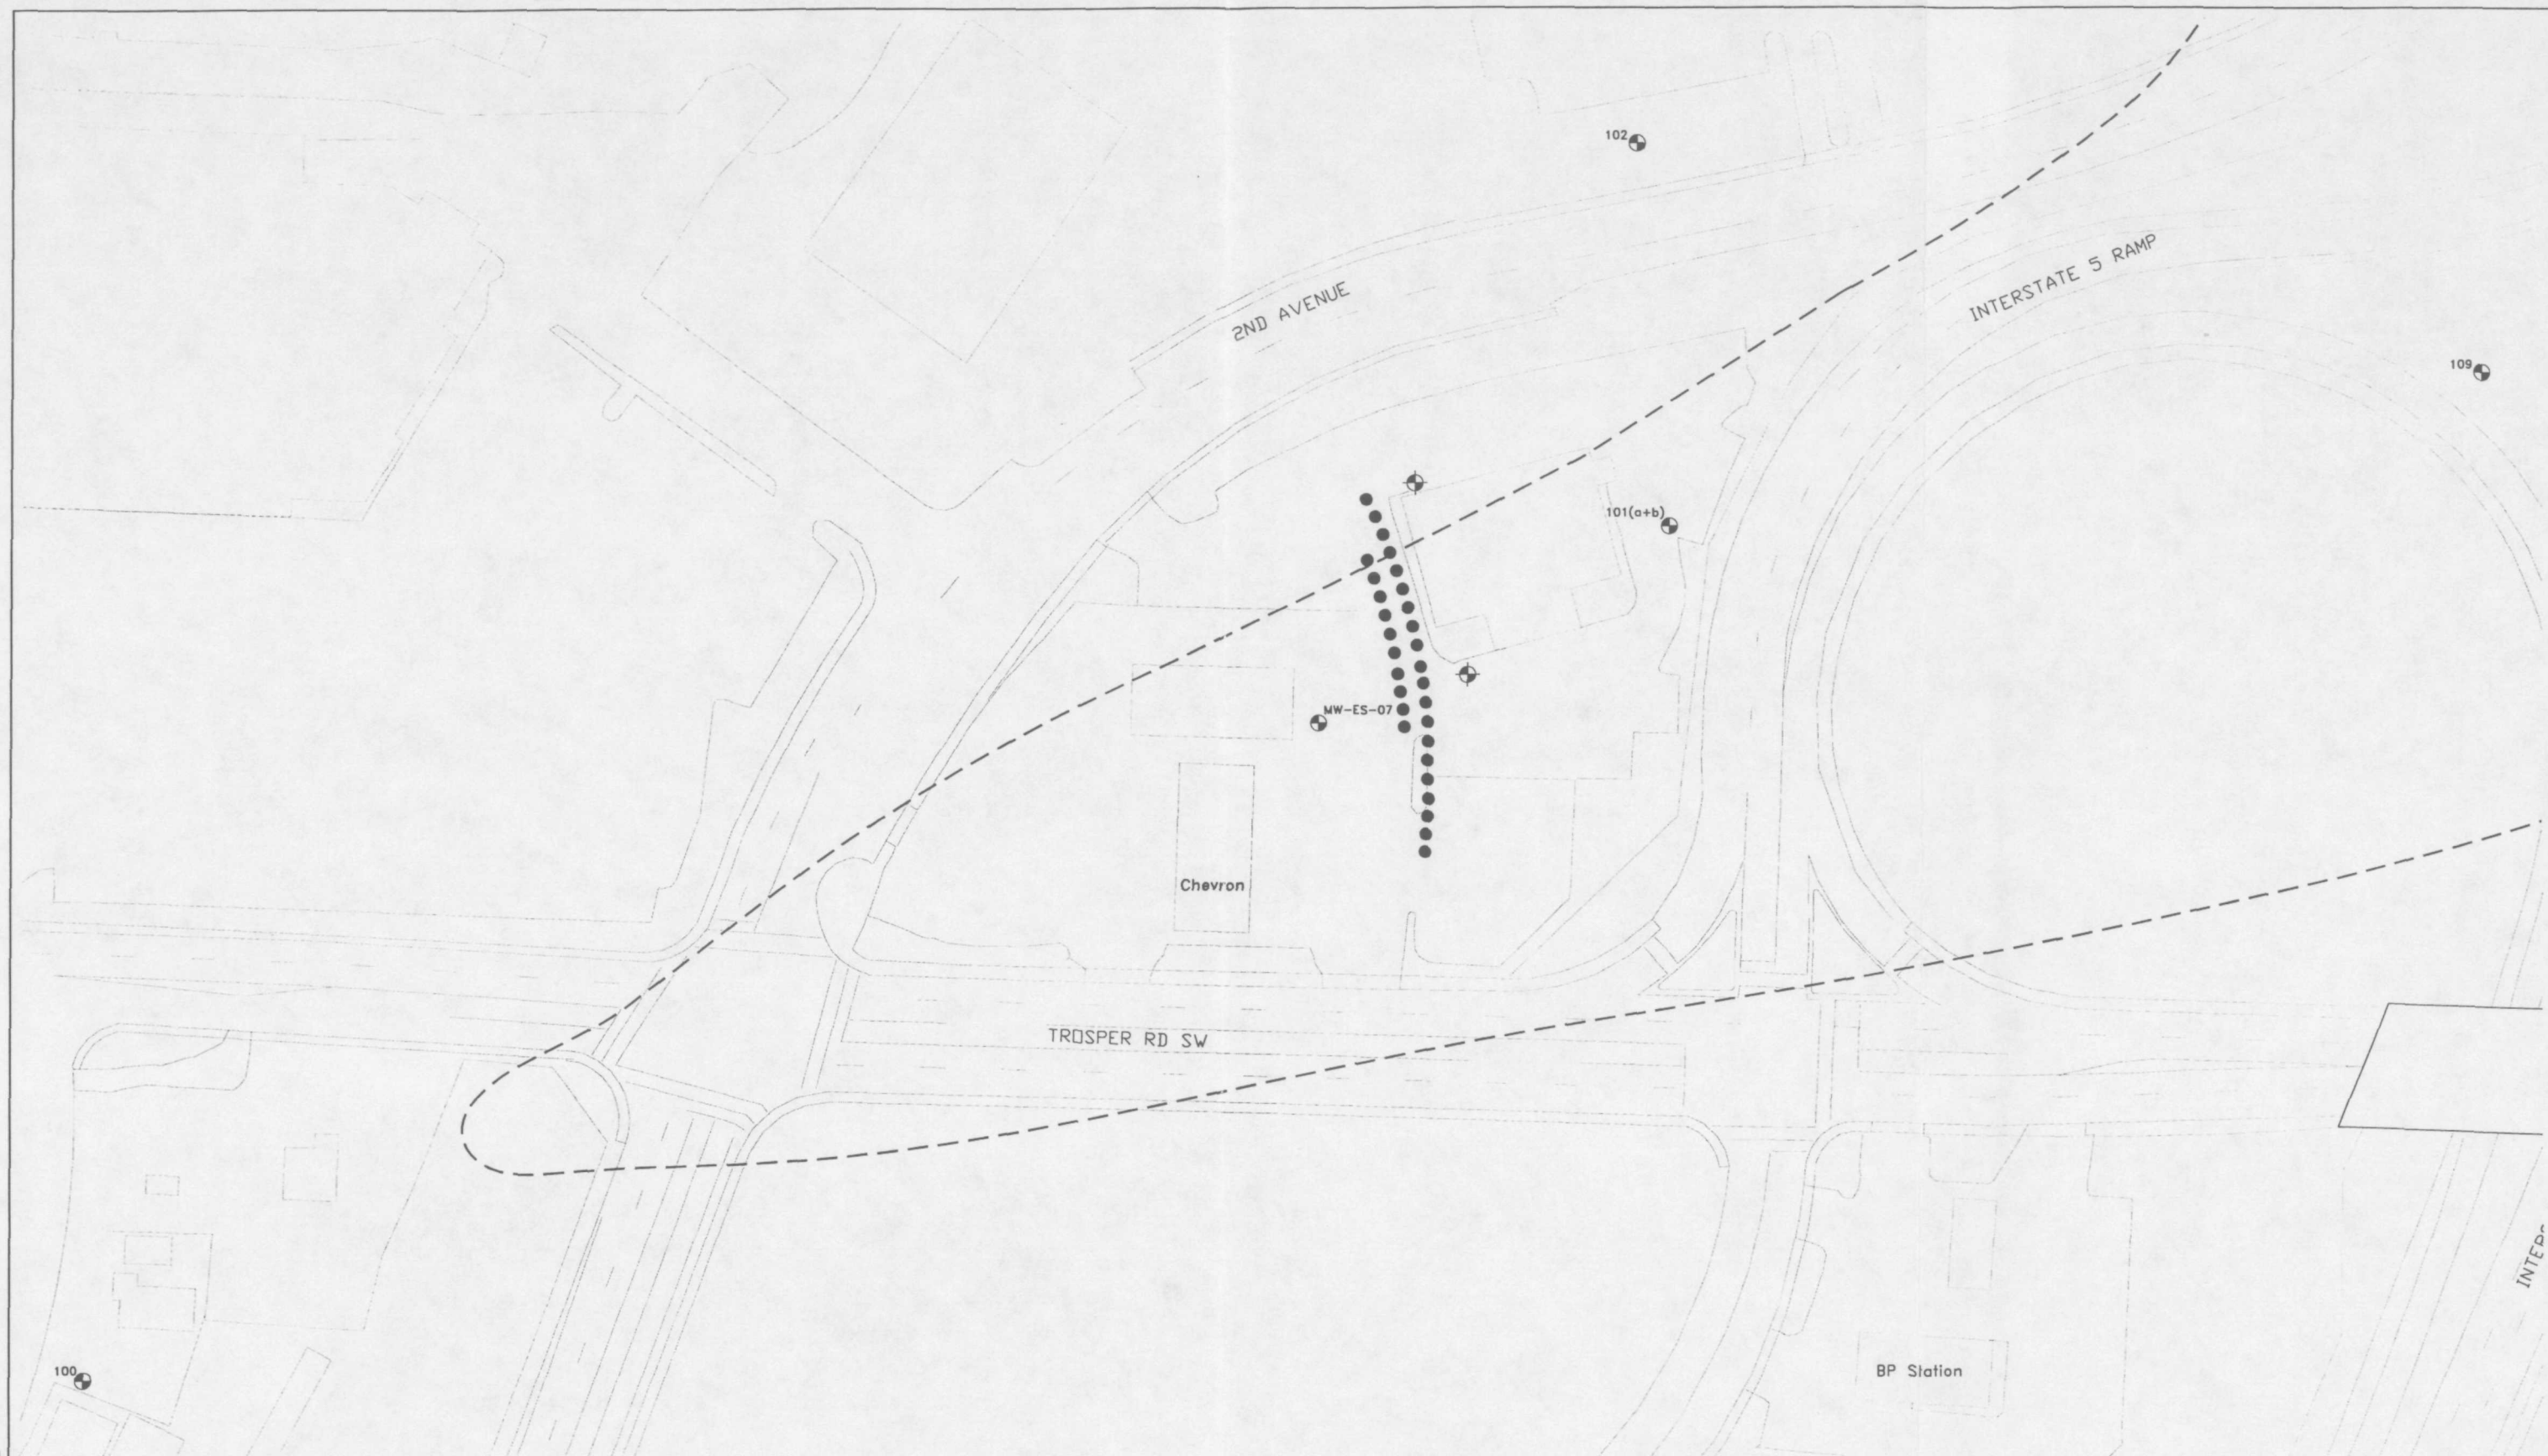 102
2ND AVENUE
INTERSTATE 5 RAMP
109
101(a+b)
MW-ES-07
Chevron
TROSPER RD SW
100
BP Station